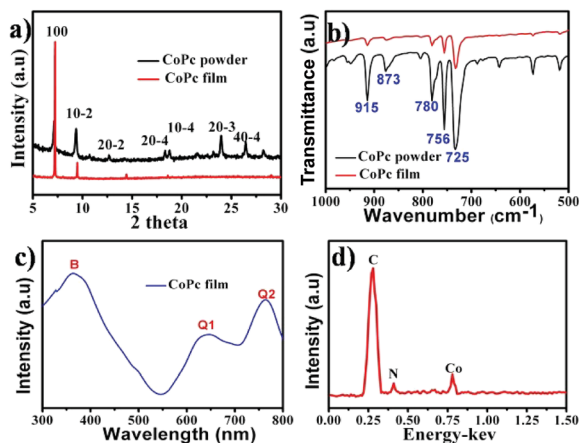 a)
100
CoPc powder
CoPc film
10-2
20-2
20-4
10-4
20-3
40-4
Intensity (a.u)
5 10 15 20 25 30
2 theta
b)
873
915
780
756
725
CoPc powder
CoPc film
Transmittance (a.u)
1000 900 800 700 600 500
Wavenumber (cm-1)
c)
B
CoPc film
Q1
Q2
Intensity (a.u)
300 400 500 600 700 800
Wavelength (nm)
d)
C
N
Co
Intensity (a.u)
0.00 0.25 0.50 0.75 1.00 1.25 1.50
Energy-kev